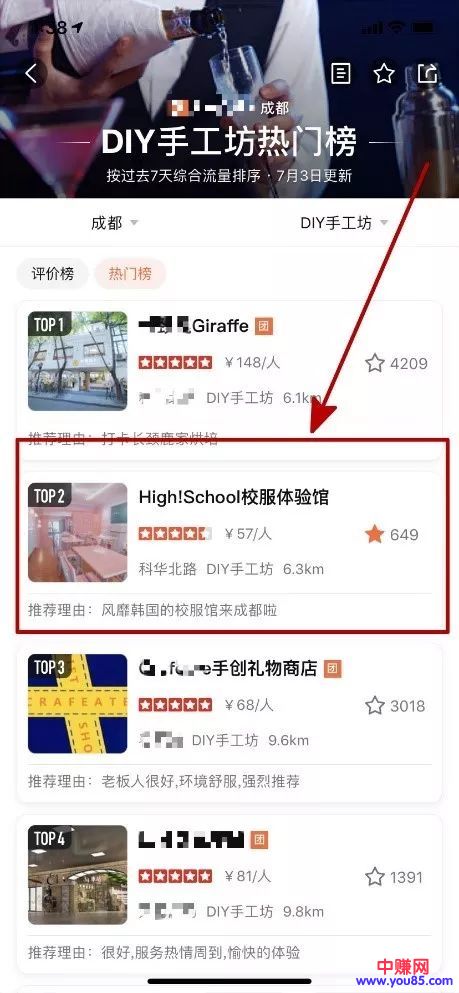 :38
成都
DIY手工坊热门榜
按过去7天综合流量排序 · 7月3日更新
成都
DIY手工坊
评价榜
热门榜
TOP 1
Giraffe 团
￥148/人
4209
DIY手工坊 6.1km
推荐理由：打卡长颈鹿家烘培
TOP 2
High!School校服体验馆
￥57/人
649
科华北路 DIY手工坊 6.3km
推荐理由：风靡韩国的校服馆来成都啦
TOP 3
手创礼物商店 团
CRAFEATE
￥68/人
3018
DIY手工坊 9.6km
推荐理由：老板人很好,环境舒服,强烈推荐
TOP 4
团
￥81/人
1391
DIY手工坊 9.8km
推荐理由：很好,服务热情周到,愉快的体验
中赚网
www.you85.com